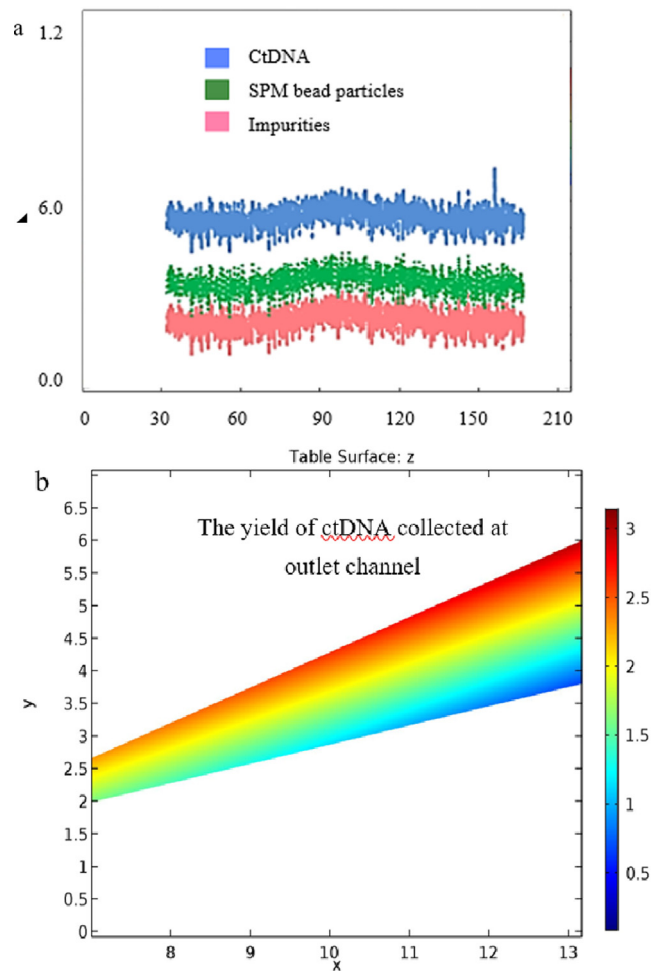 a
1.2
CtDNA
SPM bead particles
Impurities
6.0
0.0
0 30 60 90 120 150 180 210
Table Surface: z
b
The yield of ctDNA collected at
outlet channel
6.5
6
5.5
5
4.5
4
3.5
3
2.5
2
1.5
1
0.5
0
y
8 9 10 11 12 13
x
3
2.5
2
1.5
1
0.5